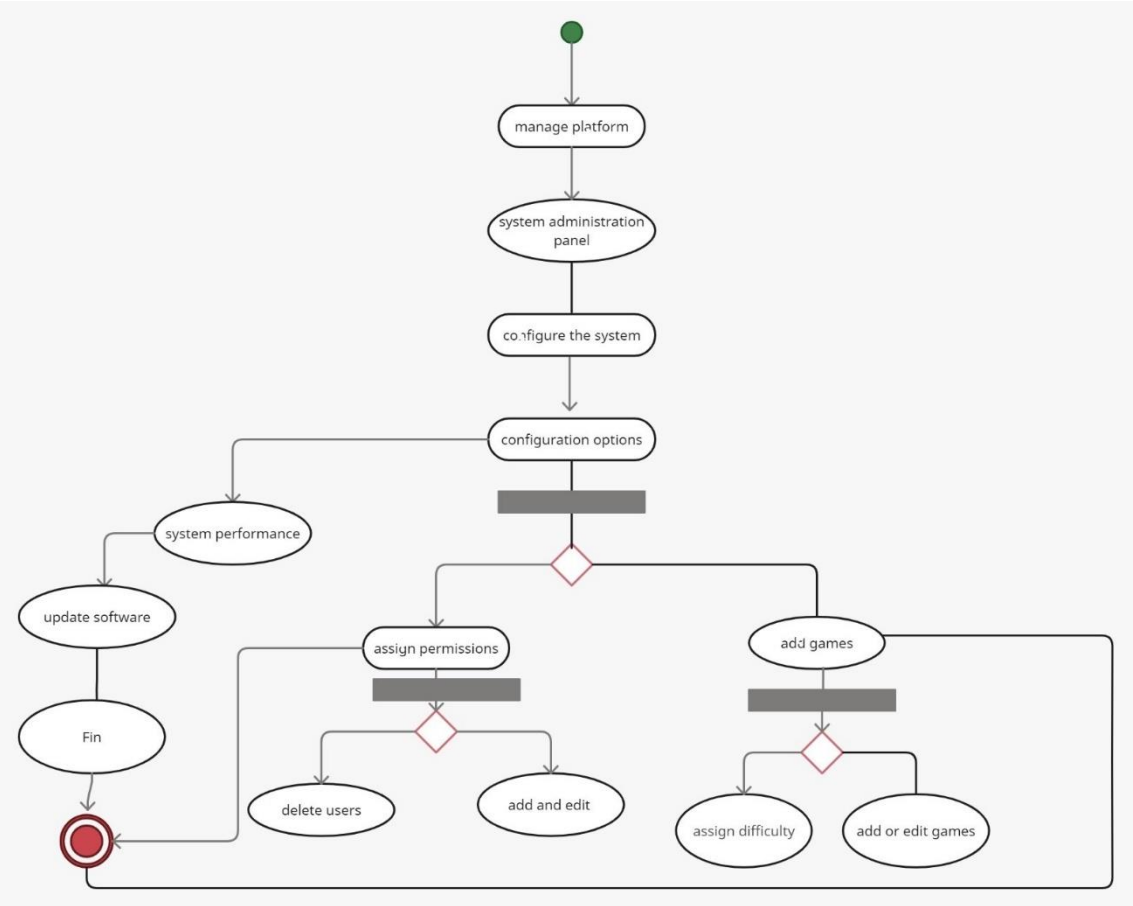 manage platform
system administration
panel
configure the system
configuration options
system performance
update software
assign permissions
add games
Fin
delete users
add and edit
assign difficulty
add or edit games